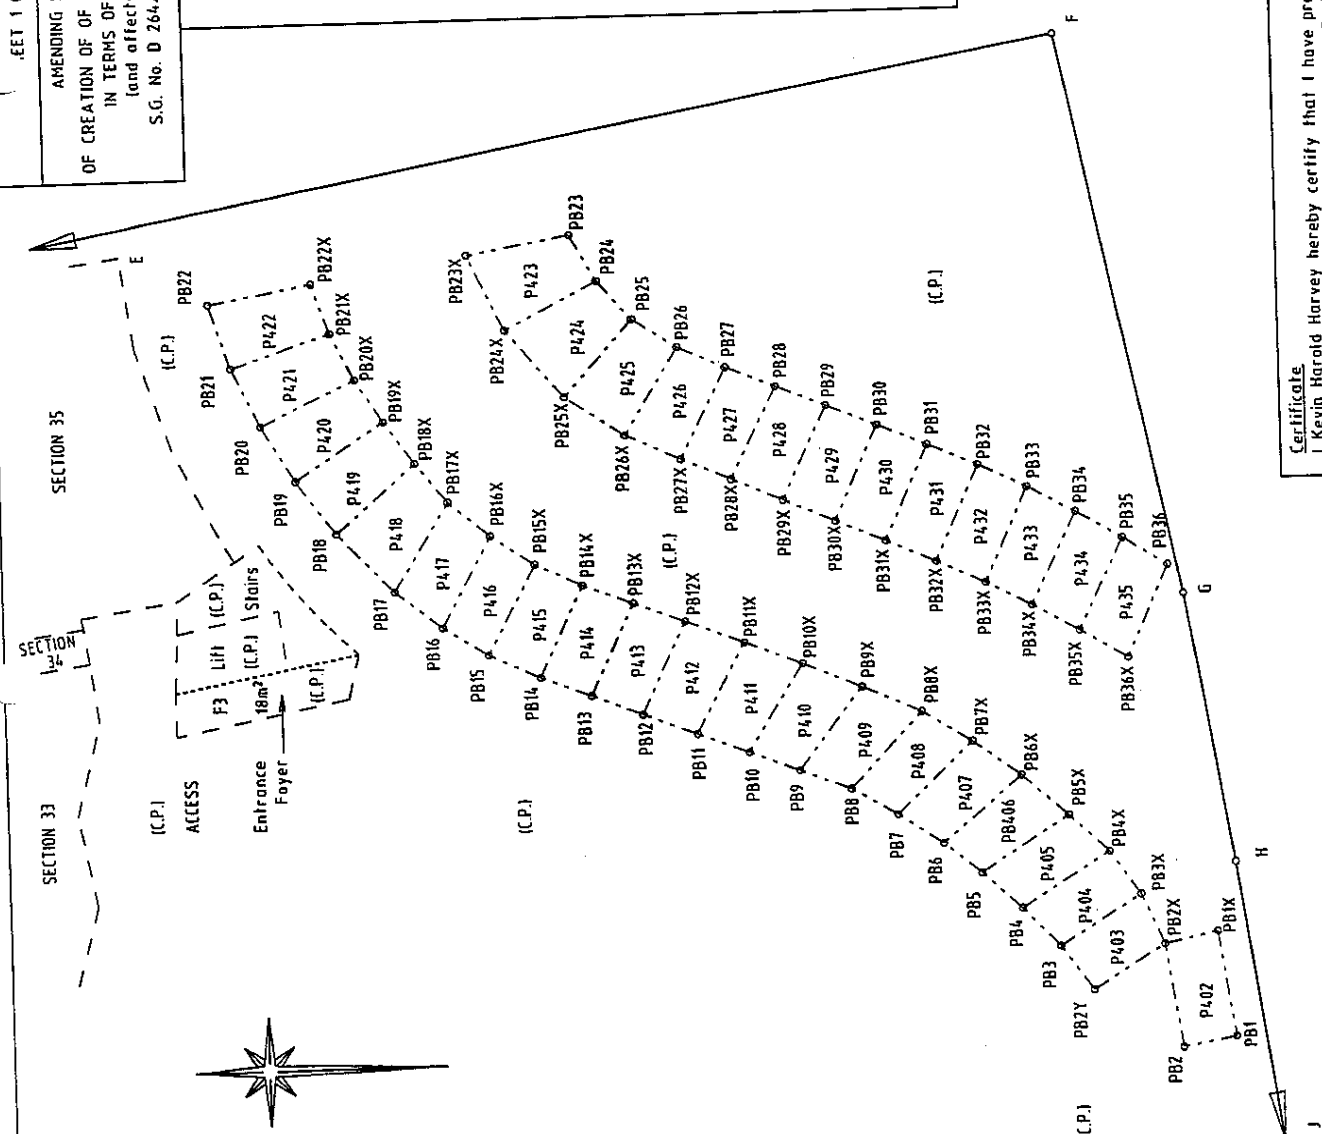 EET 1
AMENDING
OF CREATION OF OF
IN TERMS OF
(and affect
S.G. No. D 264
SECTION 33
SECTION
34
SECTION 35
(C.P.)
ACCESS
Entrance
Foyer
F3
18m²
(C.P.)
Lift
(C.P.)
(C.P.)
Stairs
(C.P.)
E
F
G
H
J
(C.P.)
(C.P.)
(C.P.)
C.P.)
PB22
PB22X
PB21
PB21X
PB20
PB20X
PB19
PB19X
PB18
PB18X
PB17
PB17X
PB16
PB16X
PB15
PB15X
PB14
PB14X
PB13
PB13X
PB12
PB12X
PB11
PB11X
PB10
PB10X
PB9
PB9X
PB8
PB8X
PB7
PB7X
PB6
PB6X
PB5
PB5X
PB4
PB4X
PB3
PB3X
PB2Y
PB2X
PB2
PB1X
PB1
P422
P421
P420
P419
P418
P417
P416
P415
P414
P413
P412
P411
P410
P409
P408
P407
PB406
P405
P404
P403
P402
PB23X
PB23
PB24X
PB24
PB25X
PB25
PB26X
PB26
PB27X
PB27
PB28X
PB28
PB29X
PB29
PB30X
PB30
PB31X
PB31
PB32X
PB32
PB33X
PB33
PB34X
PB34
PB35X
PB35
PB36X
PB36
P423
P424
P425
P426
P427
P428
P429
P430
P431
P432
P433
P434
P435
Certificate
I Kevin Harold Harvey hereby certify that I have pr